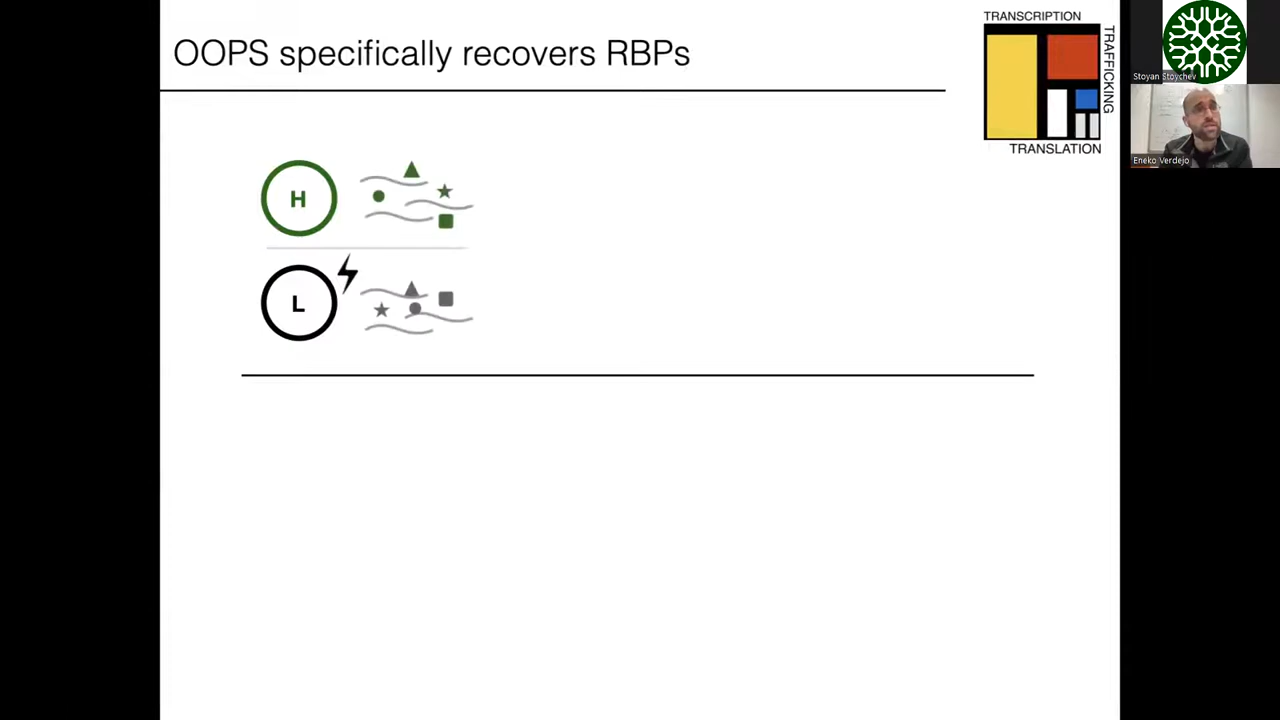 OOPS specifically recovers RBPs
TRANSCRIPTION
TRAFFICKING
TRANSLATION
H
L
Stoyan Stoychev
Eneko Verdejo